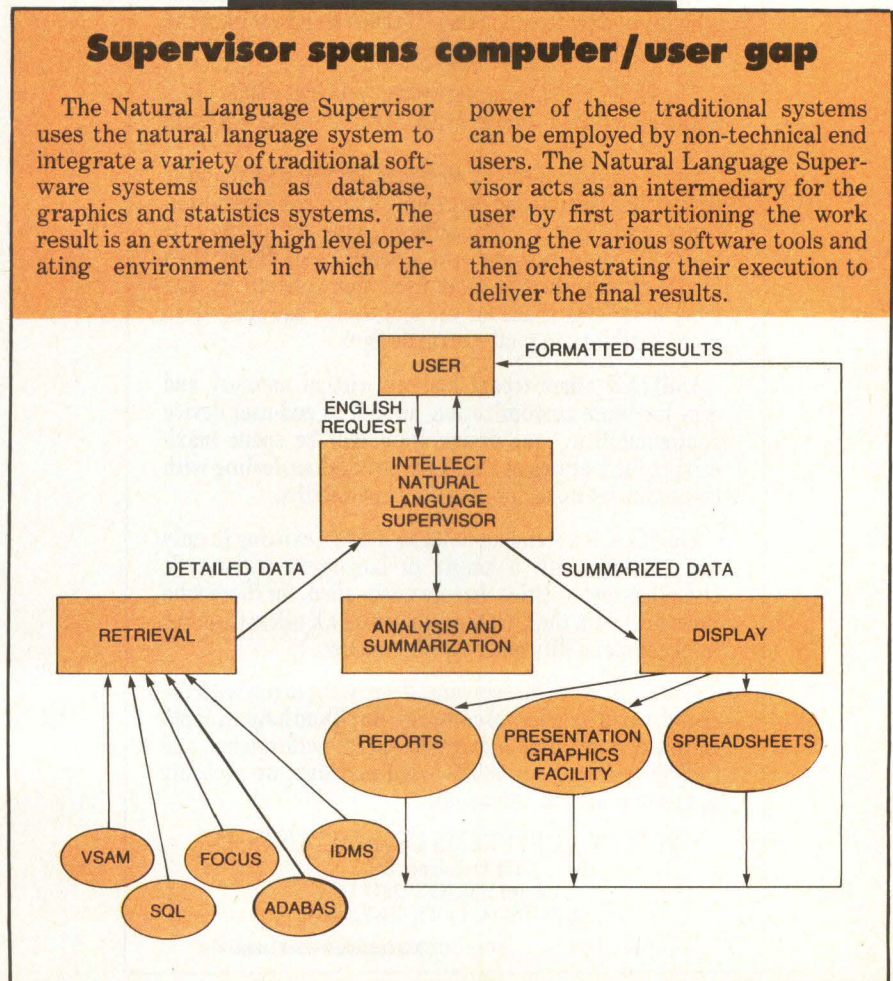 Supervisor spans computer/user gap
The Natural Language Supervisor
uses the natural language system to
integrate a variety of traditional soft-
ware systems such as database,
graphics and statistics systems. The
result is an extremely high level oper-
ating environment in which the
power of these traditional systems
can be employed by non-technical end
users. The Natural Language Super-
visor acts as an intermediary for the
user by first partitioning the work
among the various software tools and
then orchestrating their execution to
deliver the final results.
USER
FORMATTED RESULTS
ENGLISH
REQUEST
INTELLECT
NATURAL
LANGUAGE
SUPERVISOR
DETAILED DATA
SUMMARIZED DATA
RETRIEVAL
ANALYSIS AND
SUMMARIZATION
DISPLAY
REPORTS
PRESENTATION
GRAPHICS
FACILITY
SPREADSHEETS
VSAM
SQL
FOCUS
ADABAS
IDMS